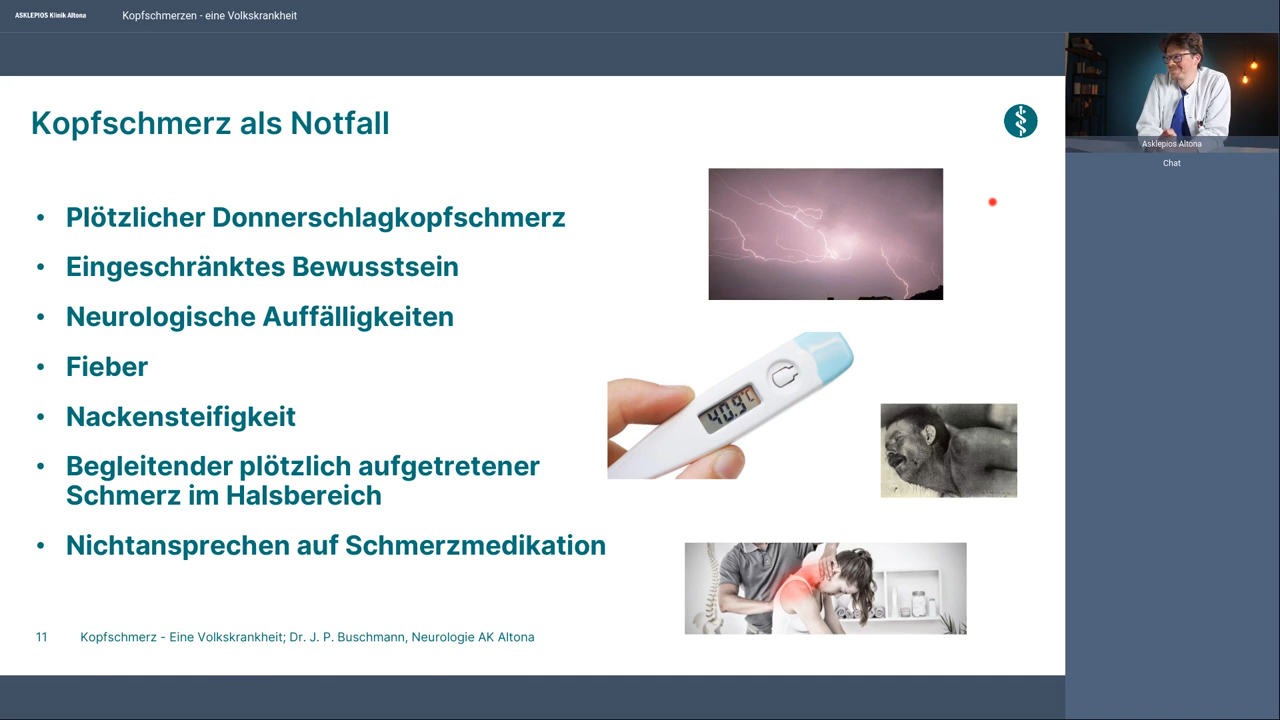 ASKLEPIOS Klinik Altona
Kopfschmerzen - eine Volkskrankheit
Kopfschmerz als Notfall
• Plötzlicher Donnerschlagkopfschmerz
• Eingeschränktes Bewusstsein
• Neurologische Auffälligkeiten
• Fieber
• Nackensteifigkeit
• Begleitender plötzlich aufgetretener
Schmerz im Halsbereich
• Nichtansprechen auf Schmerzmedikation
40.9°C
11
Kopfschmerz - Eine Volkskrankheit; Dr. J. P. Buschmann, Neurologie AK Altona
Asklepios Altona
Chat